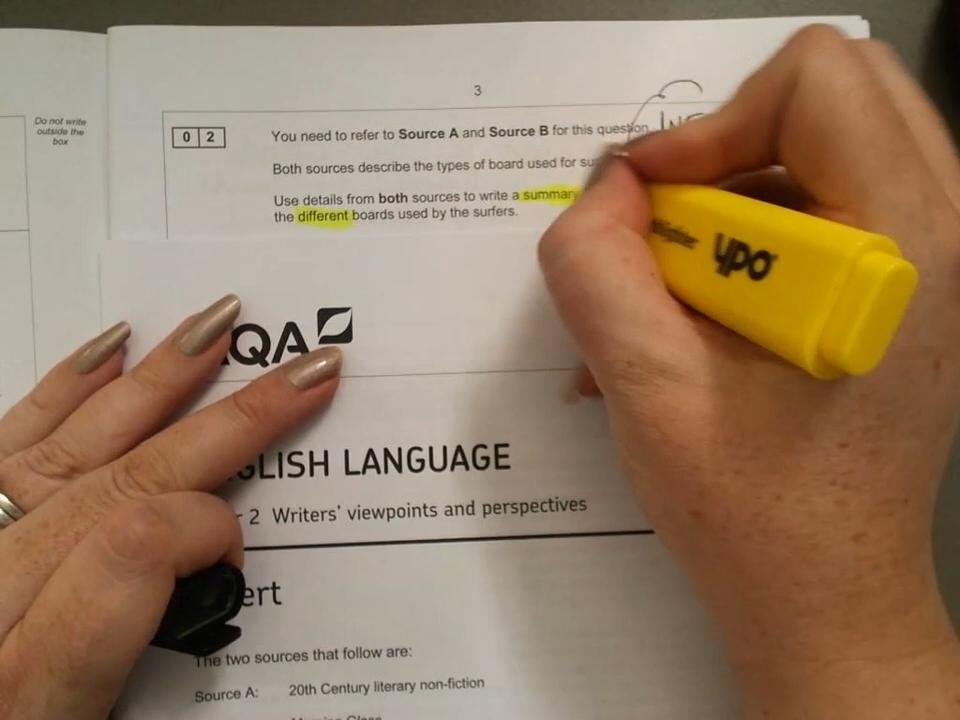 3
Do not write
outside the
box
0 2
You need to refer to Source A and Source B for this question.
Both sources describe the types of board used for
Use details from both sources to write a summary
the different boards used by the surfers.
ypo
QA
LISH LANGUAGE
2 Writers' viewpoints and perspectives
ert
The two sources that follow are:
Source A: 20th Century literary non-fiction